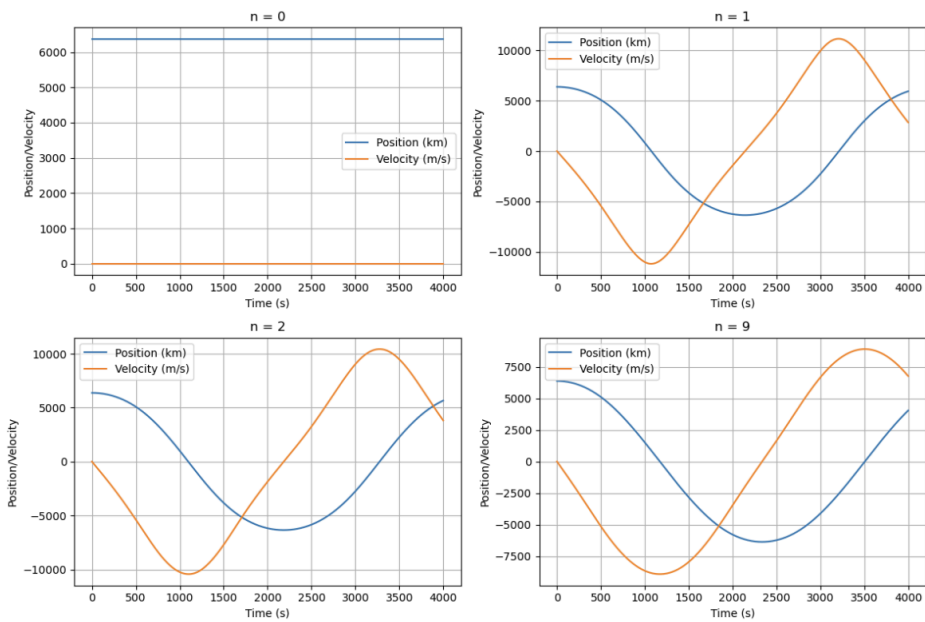 n = 0
6000
5000
4000
3000
2000
1000
0
Position/Velocity
Position (km)
Velocity (m/s)
0 500 1000 1500 2000 2500 3000 3500 4000
Time (s)
n = 1
10000
5000
0
−5000
−10000
Position/Velocity
Position (km)
Velocity (m/s)
0 500 1000 1500 2000 2500 3000 3500 4000
Time (s)
n = 2
10000
5000
0
−5000
−10000
Position/Velocity
Position (km)
Velocity (m/s)
0 500 1000 1500 2000 2500 3000 3500 4000
Time (s)
n = 9
7500
5000
2500
0
−2500
−5000
−7500
Position/Velocity
Position (km)
Velocity (m/s)
0 500 1000 1500 2000 2500 3000 3500 4000
Time (s)